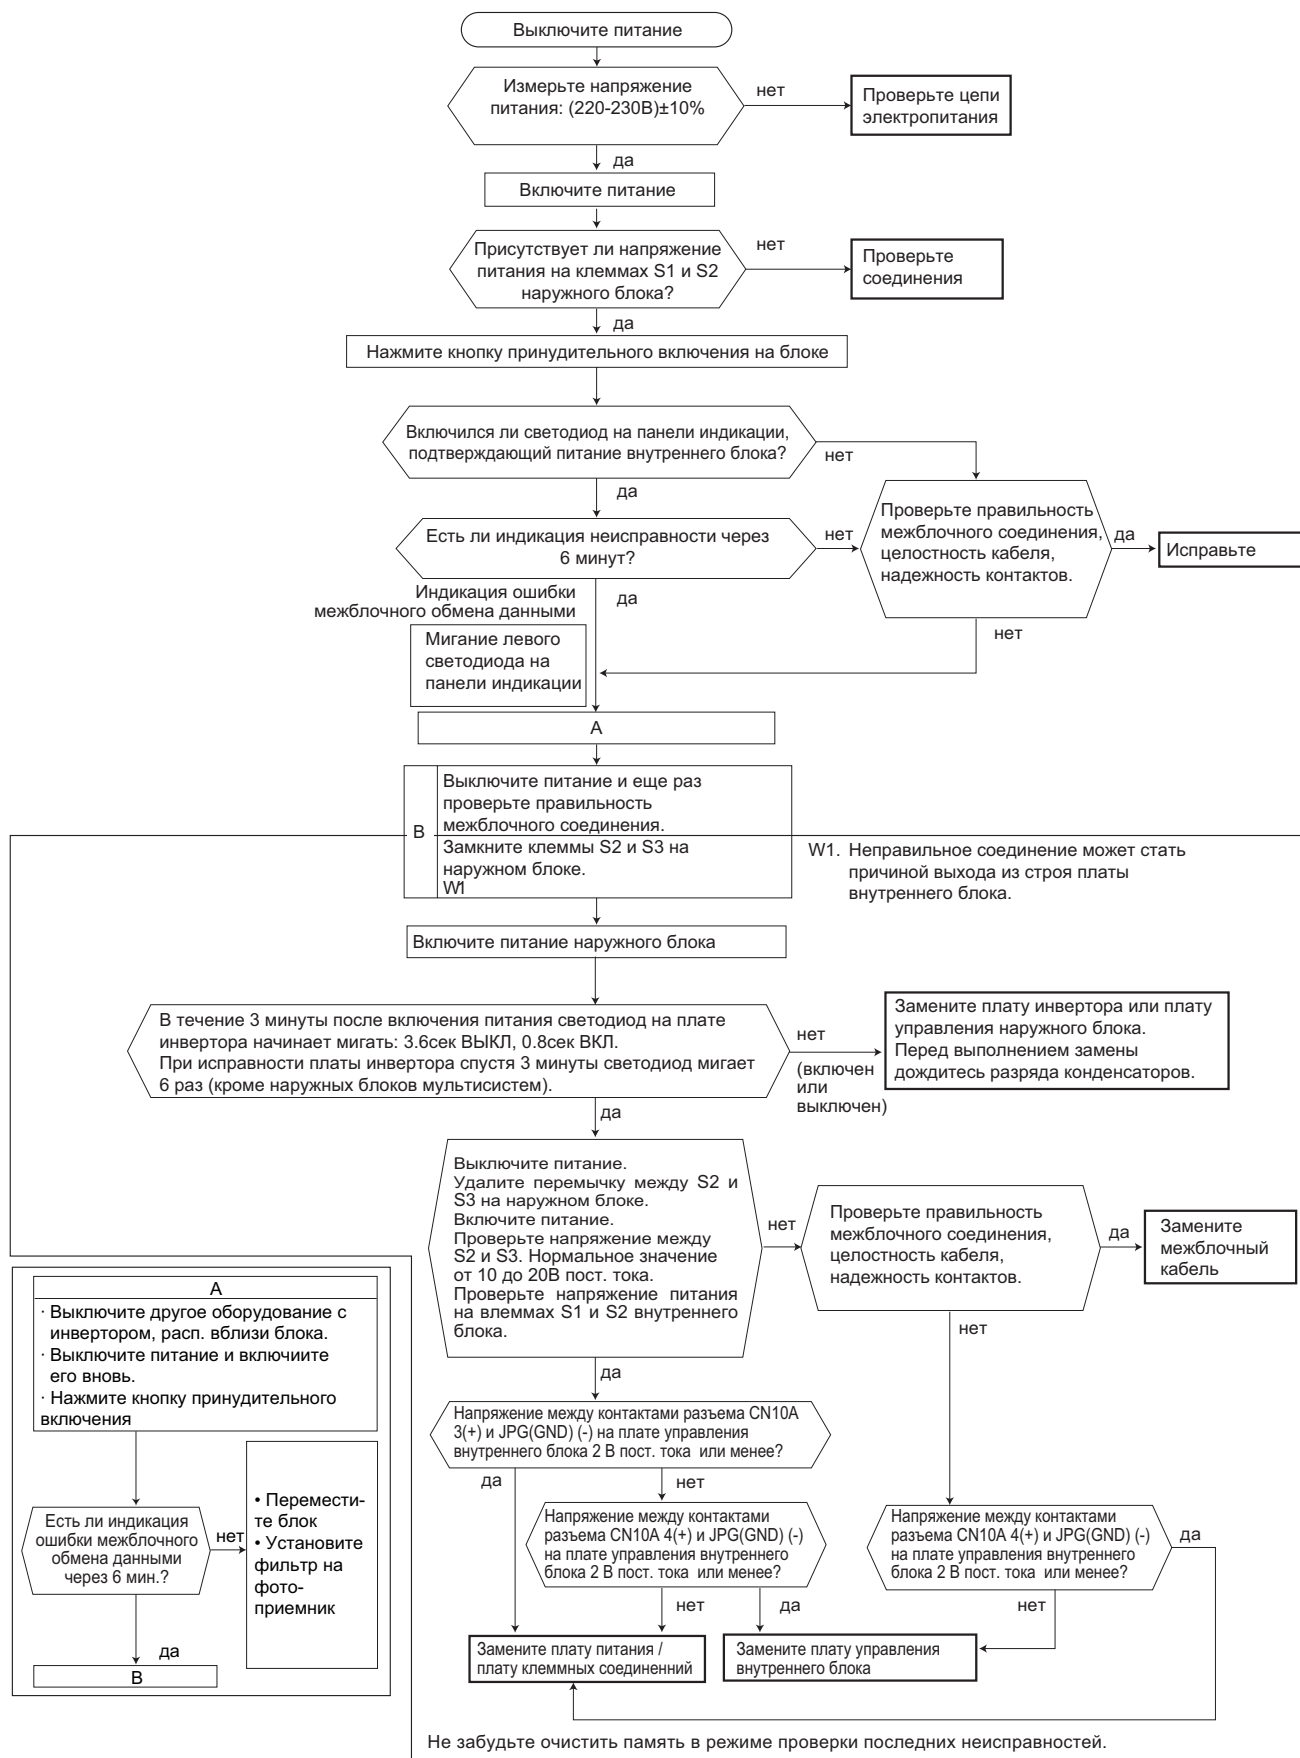 Выключите питание
Измерьте напряжение
питания: (220-230В)±10%
нет
Проверьте цепи
электропитания
да
Включите питание
Присутствует ли напряжение
питания на клеммах S1 и S2
наружного блока?
нет
Проверьте
соединения
да
Нажмите кнопку принудительного включения на блоке
Включился ли светодиод на панели индикации,
подтверждающий питание внутреннего блока?
нет
да
Есть ли индикация неисправности через
6 минут?
нет
Проверьте правильность
межблочного соединения,
целостность кабеля,
надежность контактов.
да
Исправьте
Индикация ошибки
межблочного обмена данными
да
нет
Мигание левого
светодиода на
панели индикации
A
B
Выключите питание и еще раз
проверьте правильность
межблочного соединения.
Замкните клеммы S2 и S3 на
наружном блоке.
W1
W1. Неправильное соединение может стать
причиной выхода из строя платы
внутреннего блока.
Включите питание наружного блока
В течение 3 минуты после включения питания светодиод на плате
инвертора начинает мигать: 3.6сек ВЫКЛ, 0.8сек ВКЛ.
При исправности платы инвертора спустя 3 минуты светодиод мигает
6 раз (кроме наружных блоков мультисистем).
нет
(включен
или
выключен)
Замените плату инвертора или плату
управления наружного блока.
Перед выполнением замены
дождитесь разряда конденсаторов.
да
Выключите питание.
Удалите перемычку между S2 и
S3 на наружном блоке.
Включите питание.
Проверьте напряжение между
S2 и S3. Нормальное значение
от 10 до 20В пост. тока.
Проверьте напряжение питания
на влеммах S1 и S2 внутреннего
блока.
нет
Проверьте правильность
межблочного соединения,
целостность кабеля,
надежность контактов.
да
Замените
межблочный
кабель
нет
да
A
· Выключите другое оборудование с
инвертором, расп. вблизи блока.
· Выключите питание и включиите
его вновь.
· Нажмите кнопку принудительного
включения
Есть ли индикация
ошибки межблочного
обмена данными
через 6 мин.?
нет
• Перемести-
те блок
• Установите
фильтр на
фото-
приемник
да
B
Напряжение между контактами разъема CN10A
3(+) и JPG(GND) (-) на плате управления
внутреннего блока 2 В пост. тока или менее?
да
нет
Напряжение между контактами
разъема CN10A 4(+) и JPG(GND) (-)
на плате управления внутреннего
блока 2 В пост. тока или менее?
нет
да
Напряжение между контактами
разъема CN10A 4(+) и JPG(GND) (-)
на плате управления внутреннего
блока 2 В пост. тока или менее?
да
нет
Замените плату питания /
плату клеммных соединенний
Замените плату управления
внутреннего блока
Не забудьте очистить память в режиме проверки последних неисправностей.